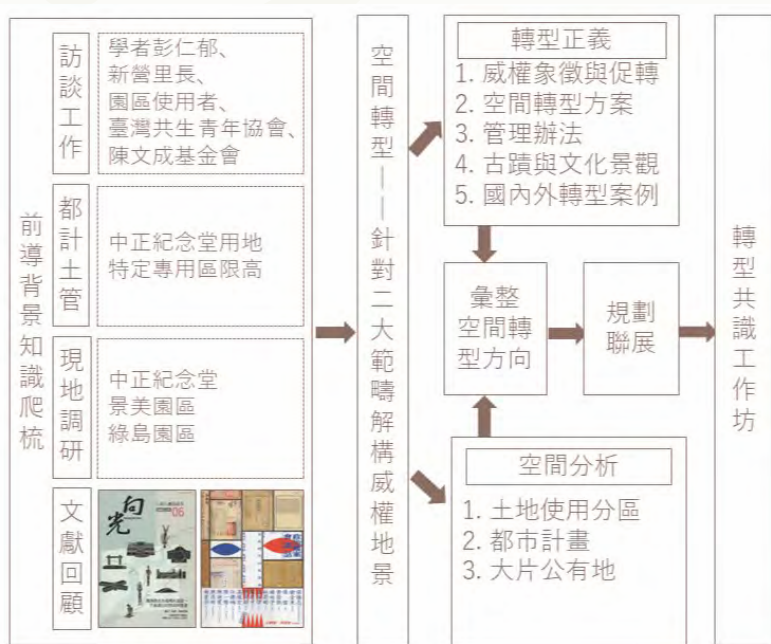 前導背景知識爬梳
訪談工作
學者彭仁郁、
新營里長、
園區使用者、
臺灣共生青年協會、
陳文成基金會
都計土管
中正紀念堂用地
特定專用區限高
現地調研
中正紀念堂
景美園區
綠島園區
文獻回顧
向光
06
空間轉型——針對二大範疇解構威權地景
轉型正義
1. 威權象徵與促轉
2. 空間轉型方案
3. 管理辦法
4. 古蹟與文化景觀
5. 國內外轉型案例
彙整
空間轉
型方向
規劃
聯展
空間分析
1. 土地使用分區
2. 都市計畫
3. 大片公有地
轉型共識工作坊